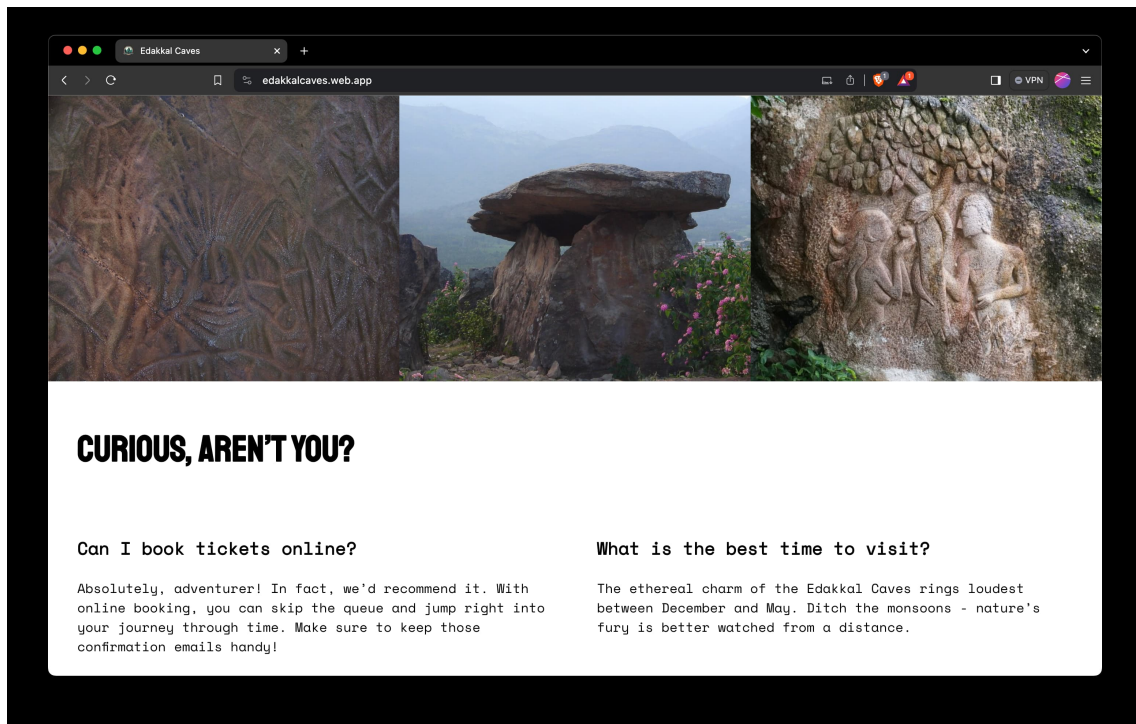 Edakkal Caves
edakkalcaves.web.app
1
1
VPN
CURIOUS, AREN'T YOU?
Can I book tickets online?
Absolutely, adventurer! In fact, we'd recommend it. With
online booking, you can skip the queue and jump right into
your journey through time. Make sure to keep those
confirmation emails handy!
What is the best time to visit?
The ethereal charm of the Edakkal Caves rings loudest
between December and May. Ditch the monsoons - nature's
fury is better watched from a distance.